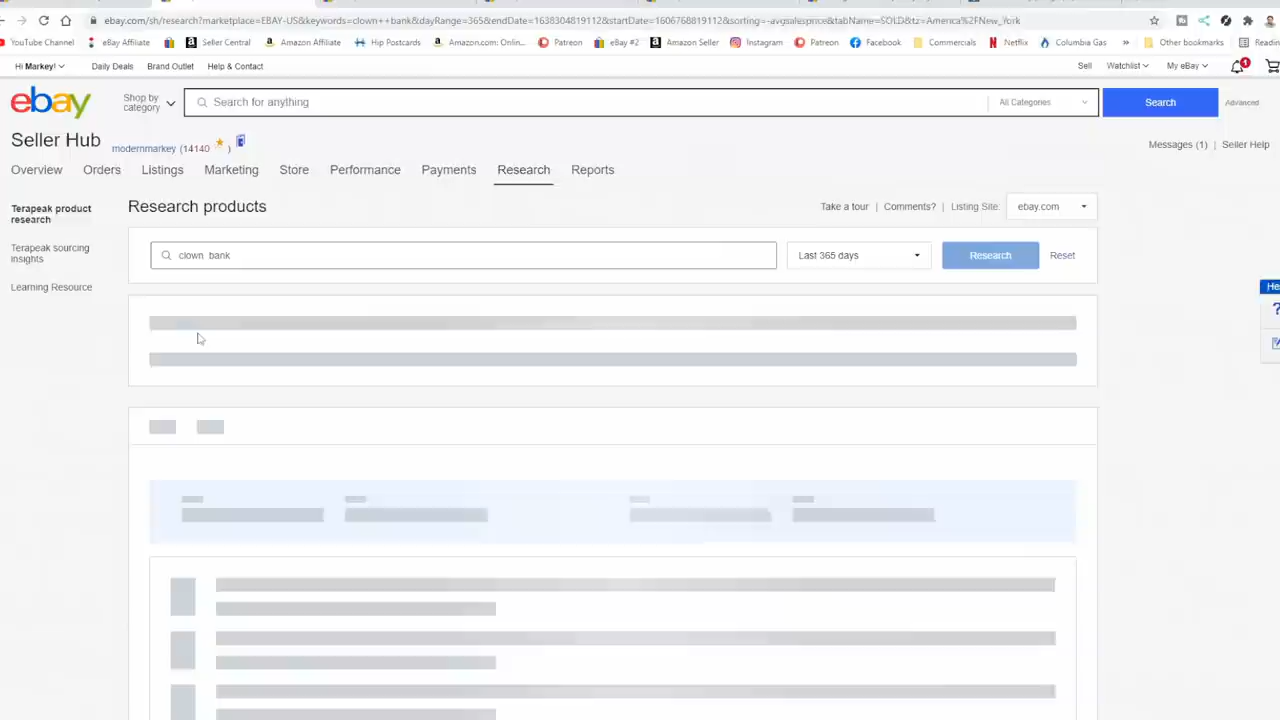 ebay.com/sh/research?marketplace=EBAY-US&keywords=clown++bank&dayRange=365&endDate=1638304819112&startDate=1606768819112&sorting=-avgsalesprice&tabName=SOLD&tz=America%2FNew_York
YouTube Channel eBay Affiliate Seller Central Amazon Affiliate Hip Postcards Amazon.com: Onlin... Patreon eBay #2 Amazon Seller Instagram Patreon Facebook Commercials Netflix Columbia Gas » Other bookmarks
Hi Markey! Daily Deals Brand Outlet Help & Contact Sell Watchlist My eBay 1
ebay Shop by category Search for anything All Categories Search Advanced
Seller Hub modernmarkey (14140 ) Messages (1) | Seller Help
Overview Orders Listings Marketing Store Performance Payments Research Reports
Terapeak product research
Terapeak sourcing insights
Learning Resource
Research products Take a tour | Comments? | Listing Site: ebay.com
clown bank Last 365 days Research Reset
?